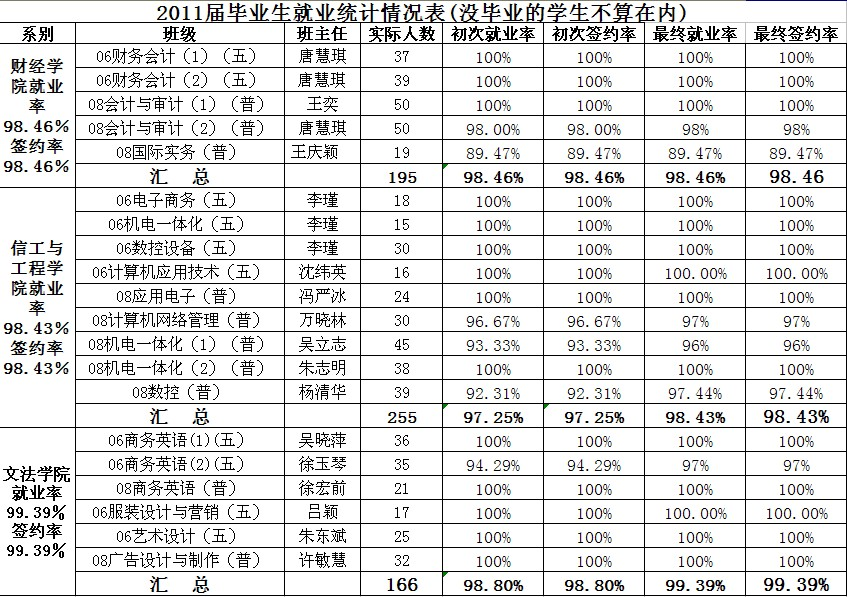 2011届毕业生就业统计情况表(没毕业的学生不算在内)
系别 班级 班主任 实际人数 初次就业率 初次签约率 最终就业率 最终签约率
财经学院就业率98.46%签约率98.46%
06财务会计（1）（五） 唐慧琪 37 100% 100% 100% 100%
06财务会计（2）（五） 唐慧琪 39 100% 100% 100% 100%
08会计与审计（1）（普） 王奕 50 100% 100% 100% 100%
08会计与审计（2）（普） 唐慧琪 50 98.00% 98.00% 98% 98%
08国际实务（普） 王庆颖 19 89.47% 89.47% 89.47% 89.47%
汇 总 195 98.46% 98.46% 98.46% 98.46
信工与工程学院就业率98.43%签约率98.43%
06电子商务（五） 李瑾 18 100% 100% 100% 100%
06机电一体化（五） 李瑾 15 100% 100% 100% 100%
06数控设备（五） 李瑾 30 100% 100% 100% 100%
06计算机应用技术（五） 沈纬英 16 100% 100% 100.00% 100.00%
08应用电子（普） 冯严冰 24 100% 100% 100% 100%
08计算机网络管理（普） 万晓林 30 96.67% 96.67% 97% 97%
08机电一体化（1）（普） 吴立志 45 93.33% 93.33% 96% 96%
08机电一体化（2）（普） 朱志明 38 100% 100% 100% 100%
08数控（普） 杨清华 39 92.31% 92.31% 97.44% 97.44%
汇 总 255 97.25% 97.25% 98.43% 98.43%
文法学院就业率99.39%签约率99.39%
06商务英语(1)(五) 吴晓萍 36 100% 100% 100% 100%
06商务英语(2)(五) 徐玉琴 35 94.29% 94.29% 97% 97%
08商务英语（普） 徐宏前 21 100% 100% 100% 100%
06服装设计与营销（五） 吕颖 17 100% 100% 100.00% 100.00%
06艺术设计（五） 朱东斌 25 100% 100% 100% 100%
08广告设计与制作（普） 许敏慧 32 100% 100% 100% 100%
汇 总 166 98.80% 98.80% 99.39% 99.39%